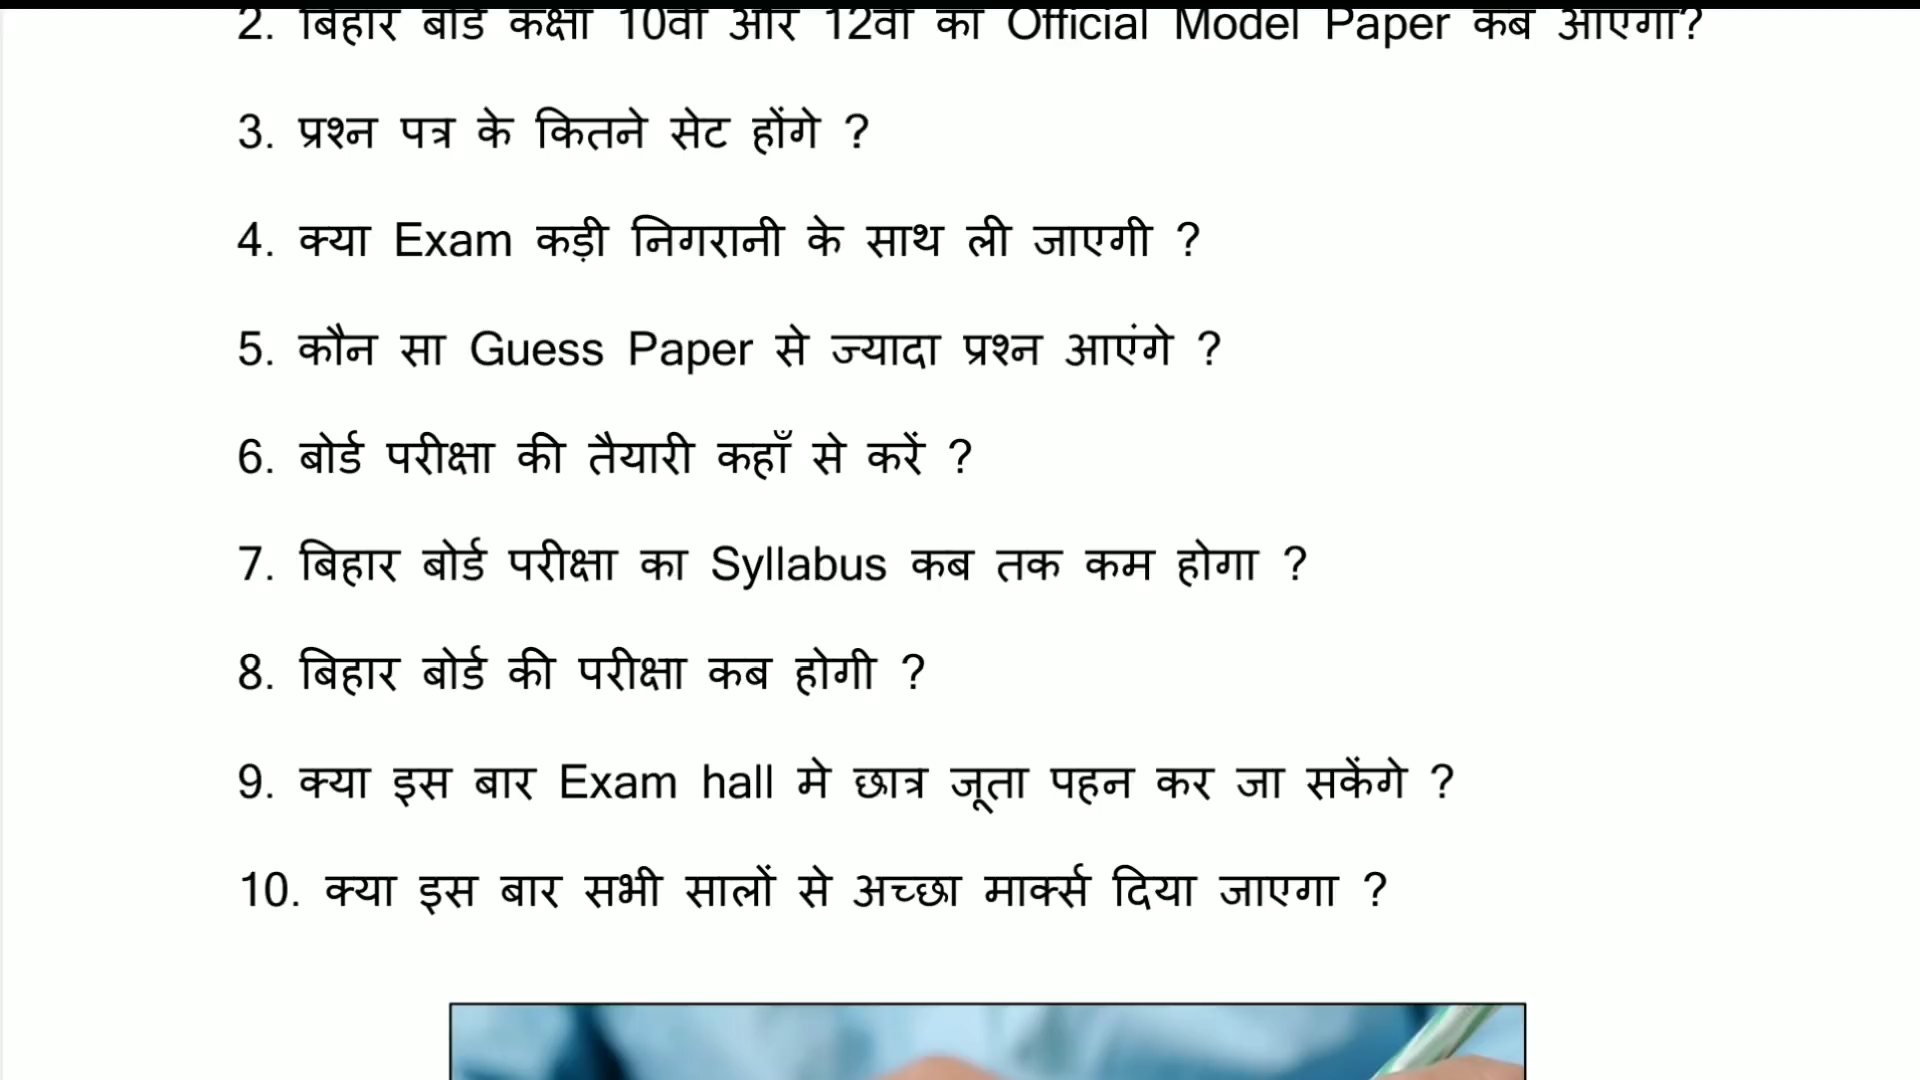 2. बिहार बोर्ड कक्षा 10वीं और 12वीं का Official Model Paper कब आएगा?
3. प्रश्न पत्र के कितने सेट होंगे ?
4. क्या Exam कड़ी निगरानी के साथ ली जाएगी ?
5. कौन सा Guess Paper से ज्यादा प्रश्न आएंगे ?
6. बोर्ड परीक्षा की तैयारी कहाँ से करें ?
7. बिहार बोर्ड परीक्षा का Syllabus कब तक कम होगा ?
8. बिहार बोर्ड की परीक्षा कब होगी ?
9. क्या इस बार Exam hall मे छात्र जूता पहन कर जा सकेंगे ?
10. क्या इस बार सभी सालों से अच्छा मार्क्स दिया जाएगा ?